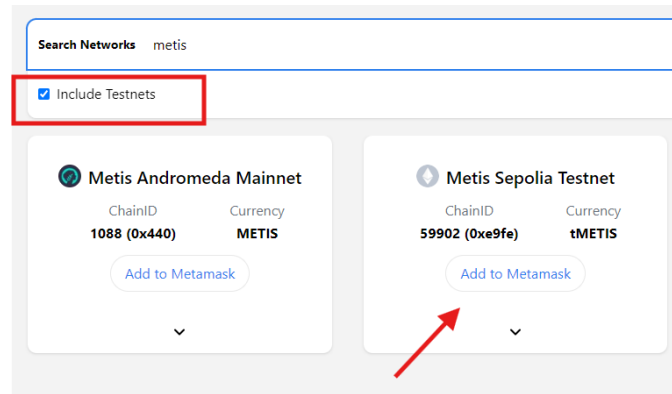 Search Networks metis
Include Testnets
Metis Andromeda Mainnet
ChainID Currency
1088 (0x440) METIS
Add to Metamask
Metis Sepolia Testnet
ChainID Currency
59902 (0xe9fe) tMETIS
Add to Metamask